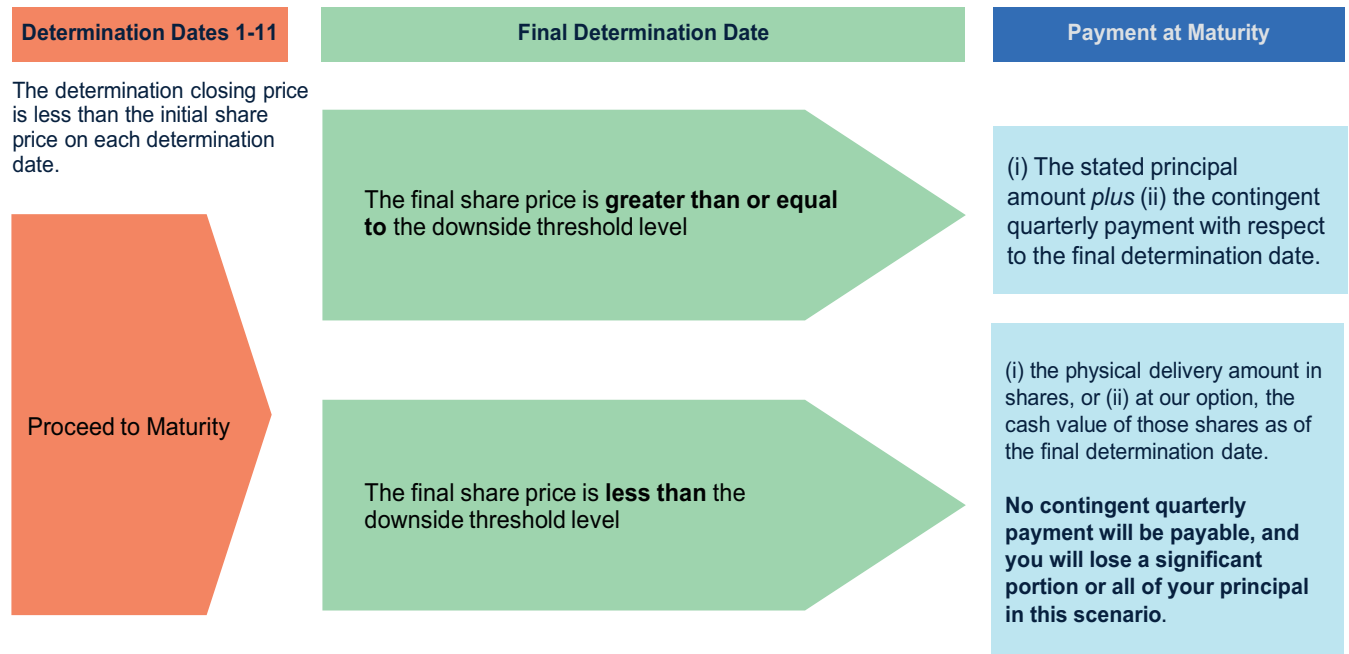 Determination Dates 1-11
Final Determination Date
Payment at Maturity
The determination closing price
is less than the initial share
price on each determination
date.
Proceed to Maturity
The final share price is greater than or equal
to the downside threshold level
(i) The stated principal
amount plus (ii) the contingent
quarterly payment with respect
to the final determination date.
The final share price is less than the
downside threshold level
(i) the physical delivery amount in
shares, or (ii) at our option, the
cash value of those shares as of
the final determination date.
No contingent quarterly
payment will be payable, and
you will lose a significant
portion or all of your principal
in this scenario.